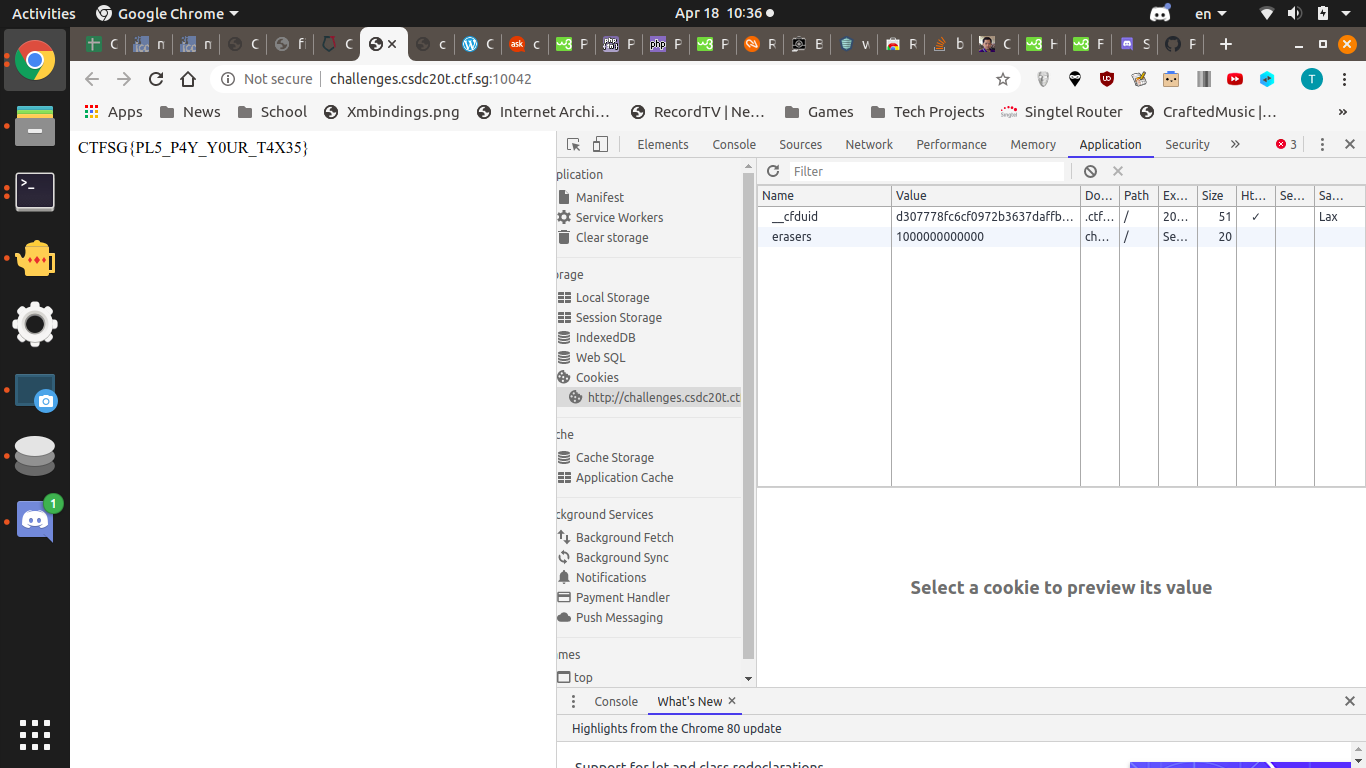 Activities
Google Chrome
Apr 18 10:36
en
C
n
n
C
fl
C
c
C
c
P
P
P
P
R
B
w
R
b
C
H
F
S
F
Not secure
challenges.csdc20t.ctf.sg:10042
T
Apps
News
School
Xmbindings.png
Internet Archi…
RecordTV | Ne…
Games
Tech Projects
Singtel Router
CraftedMusic |…
»
CTFSG{PL5_P4Y_Y0UR_T4X35}
Elements
Console
Sources
Network
Performance
Memory
Application
Security
»
3
plication
Manifest
Service Workers
Clear storage
orage
Local Storage
Session Storage
IndexedDB
Web SQL
Cookies
http://challenges.csdc20t.ct
che
Cache Storage
Application Cache
ckground Services
Background Fetch
Background Sync
Notifications
Payment Handler
Push Messaging
ames
top
Filter
Name Value Do… Path Ex… Size Ht… Se… Sa…
__cfduid d307778fc6cf0972b3637daffb… .ctf… / 20… 51 ✓ Lax
erasers 1000000000000 ch… / Se… 20
Select a cookie to preview its value
Console
What's New
Highlights from the Chrome 80 update
Support for let and class redeclarations
1